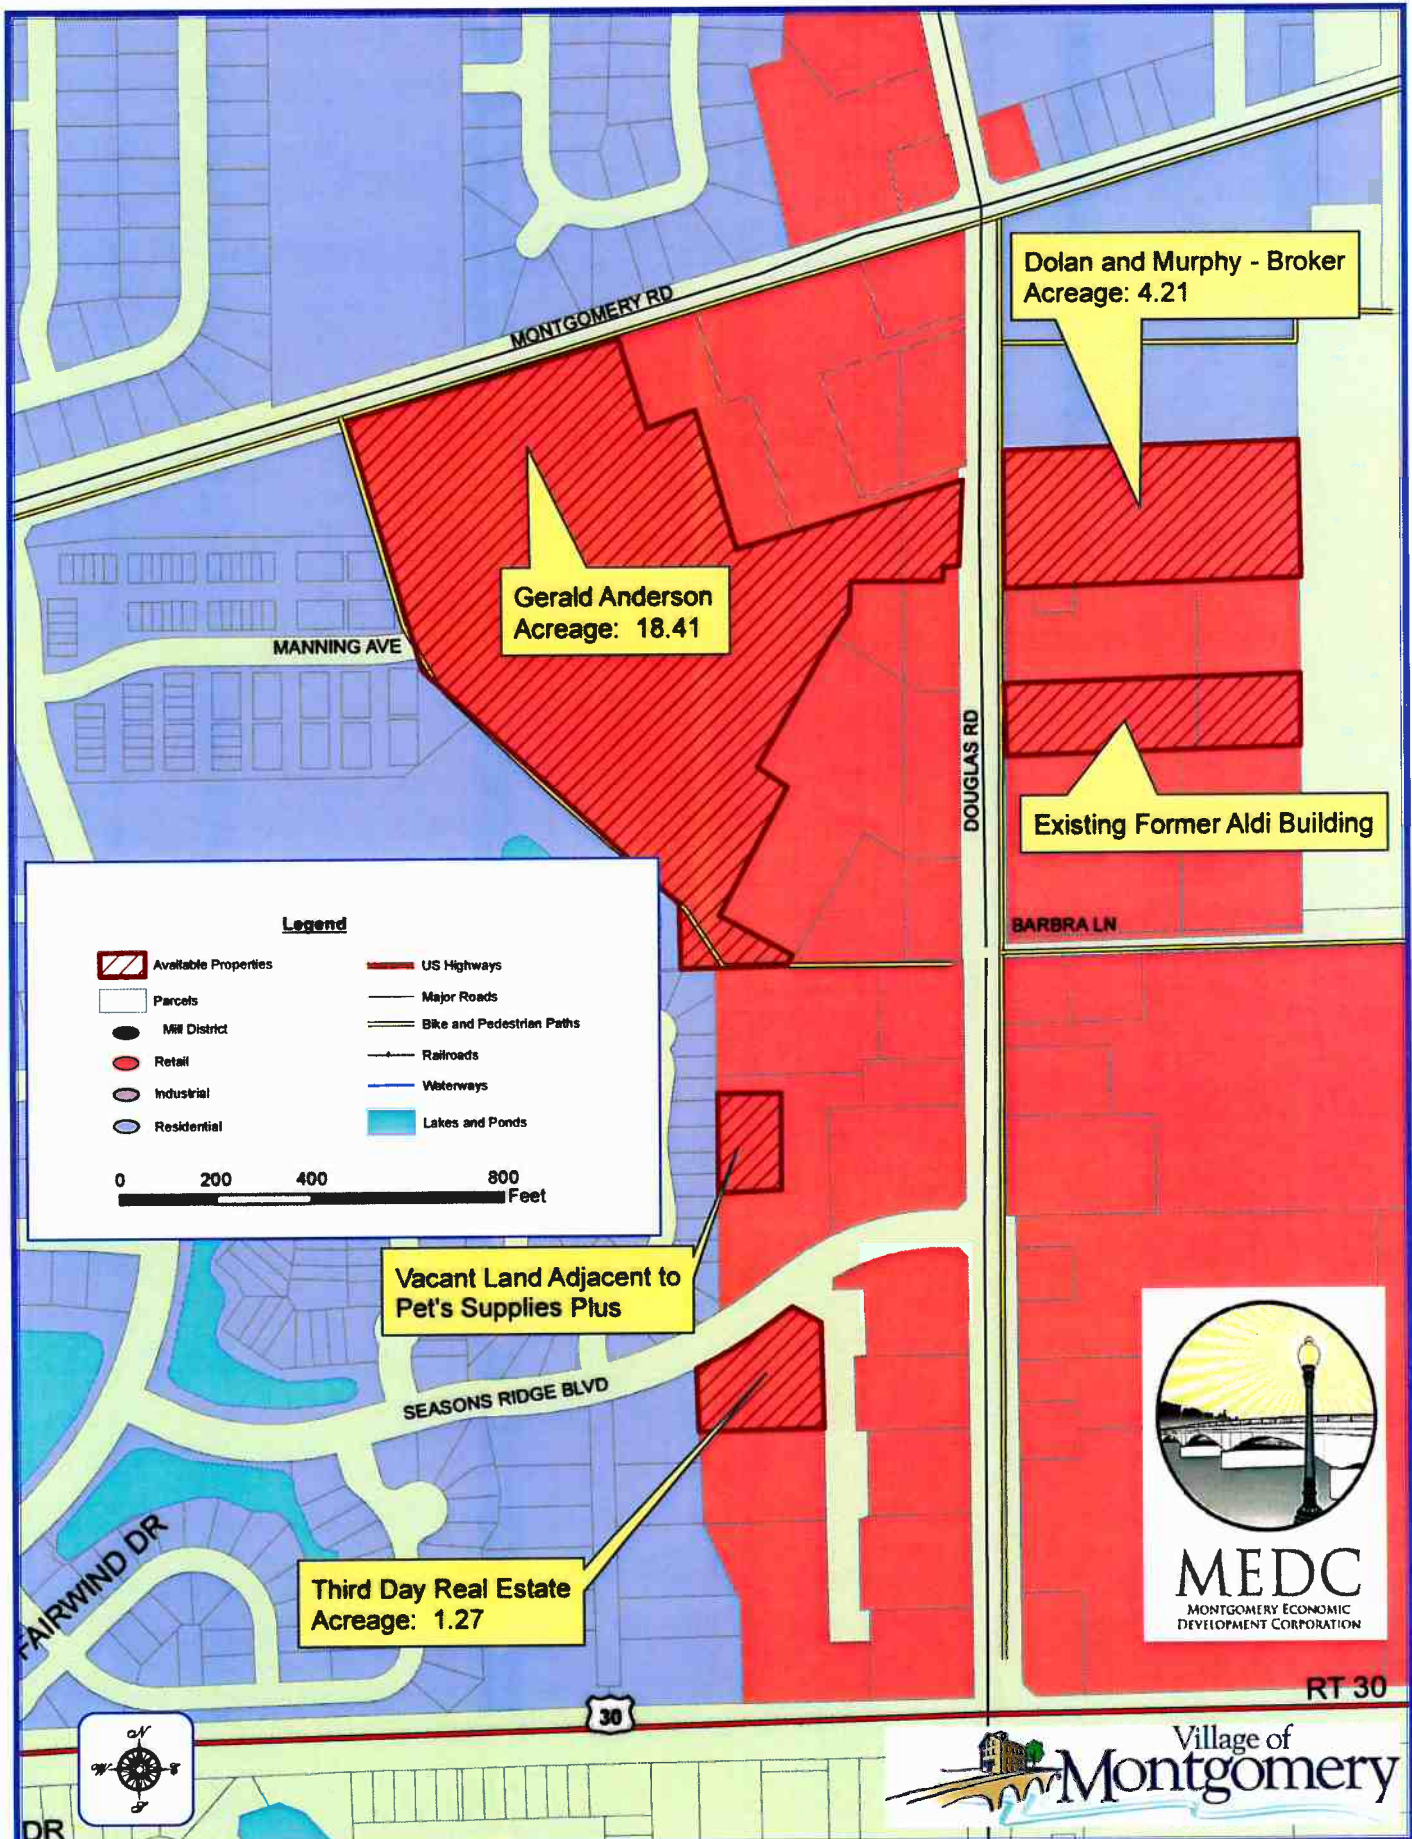 MONTGOMERY RD
Dolan and Murphy - Broker
Acreage: 4.21
Gerald Anderson
Acreage: 18.41
MANNING AVE
DOUGLAS RD
Existing Former Aldi Building
BARBRA LN
Legend
Available Properties
Parcels
Mill District
Retail
Industrial
Residential
US Highways
Major Roads
Bike and Pedestrian Paths
Railroads
Waterways
Lakes and Ponds
0 200 400 800
Feet
Vacant Land Adjacent to
Pet's Supplies Plus
SEASONS RIDGE BLVD
FAIRWIND DR
Third Day Real Estate
Acreage: 1.27
MEDC
MONTGOMERY ECONOMIC
DEVELOPMENT CORPORATION
RT 30
30
N
W E
S
Village of
Montgomery
DR